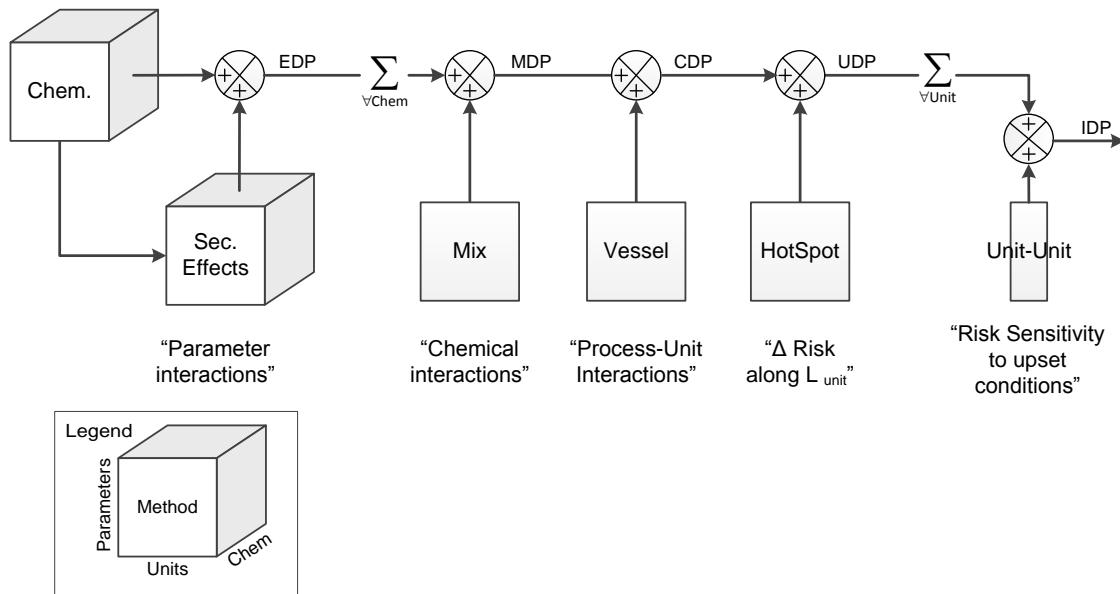 Chem.
+
+
EDP
∑
∀Chem
+
+
MDP
+
+
CDP
+
+
UDP
∑
∀Unit
+
+
IDP
Sec.
Effects
Mix
Vessel
HotSpot
Unit-Unit
“Parameter
interactions”
“Chemical
interactions”
“Process-Unit
Interactions”
“Δ Risk
along L unit”
“Risk Sensitivity
to upset
conditions”
Legend
Parameters
Method
Units
Chem